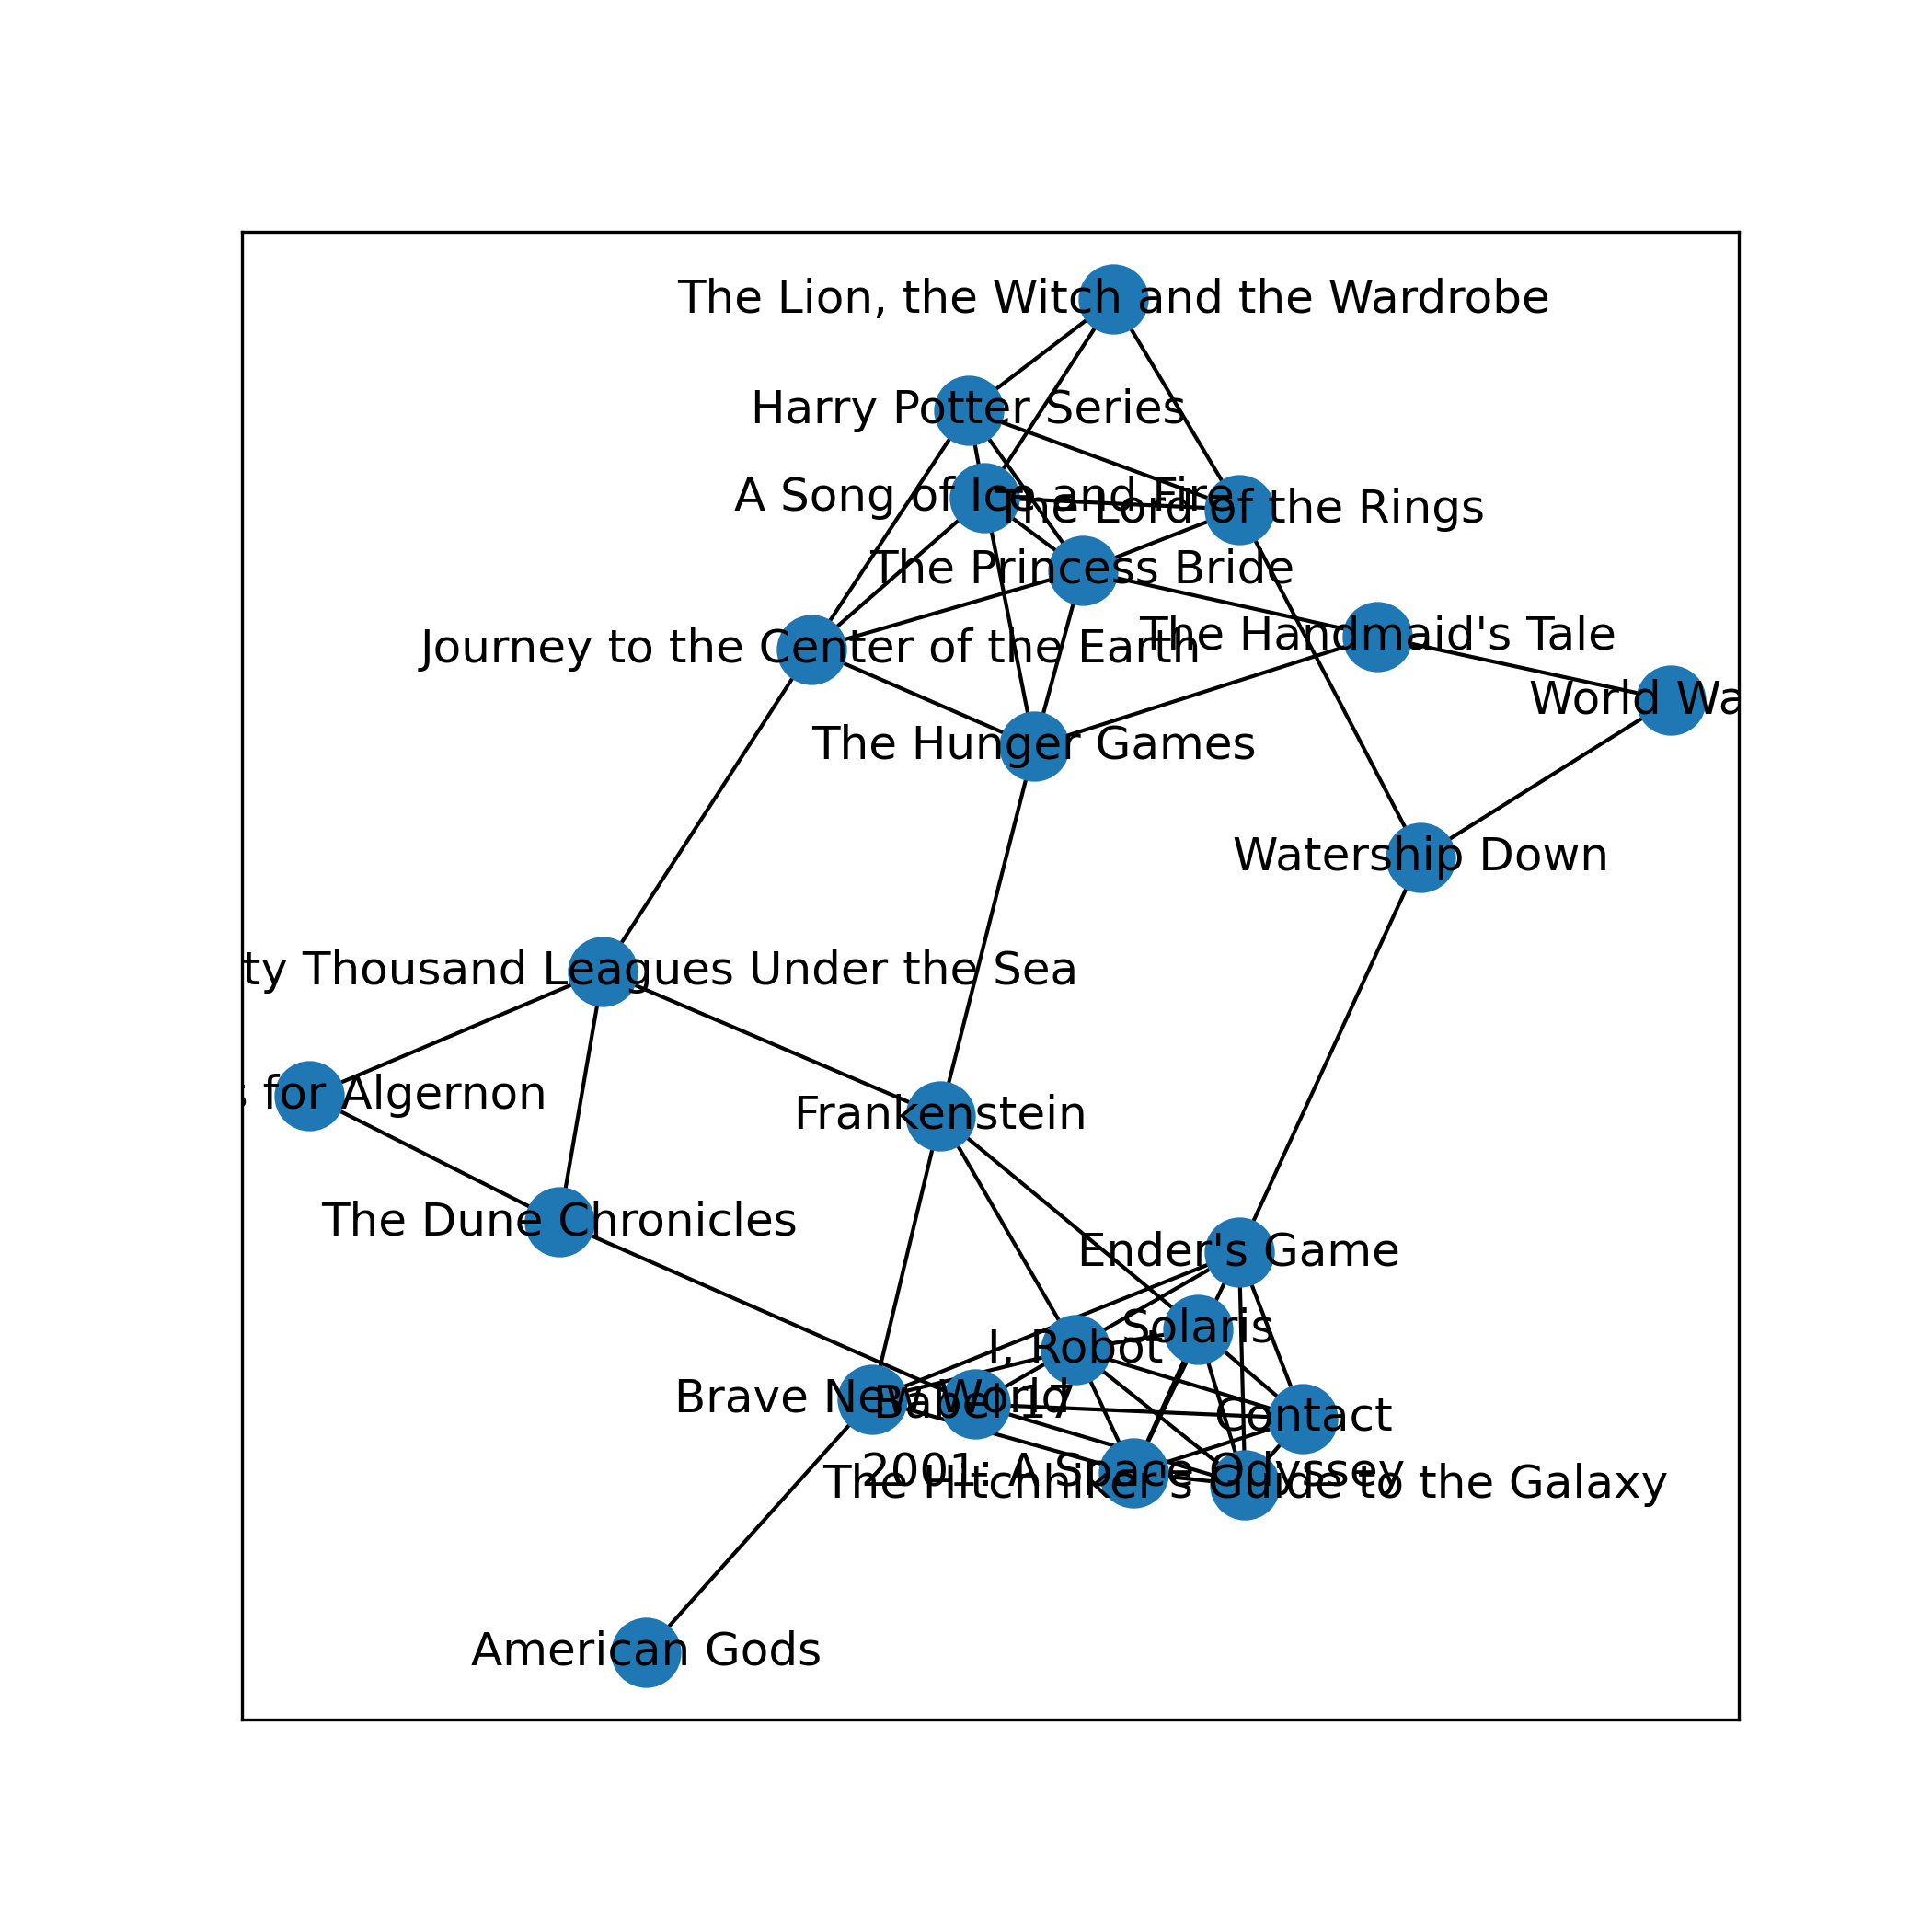 The Lion, the Witch and the Wardrobe
Harry Potter Series
A Song of Ice and Fire
The Lord of the Rings
The Princess Bride
The Handmaid's Tale
Journey to the Center of the Earth
World Wa
The Hunger Games
Watership Down
ty Thousand Leagues Under the Sea
s for Algernon
Frankenstein
The Dune Chronicles
Ender's Game
Solaris
I, Robot
Brave New World
Babel 17
Contact
2001: A Space Odyssey
The Hitchhiker's Guide to the Galaxy
American Gods